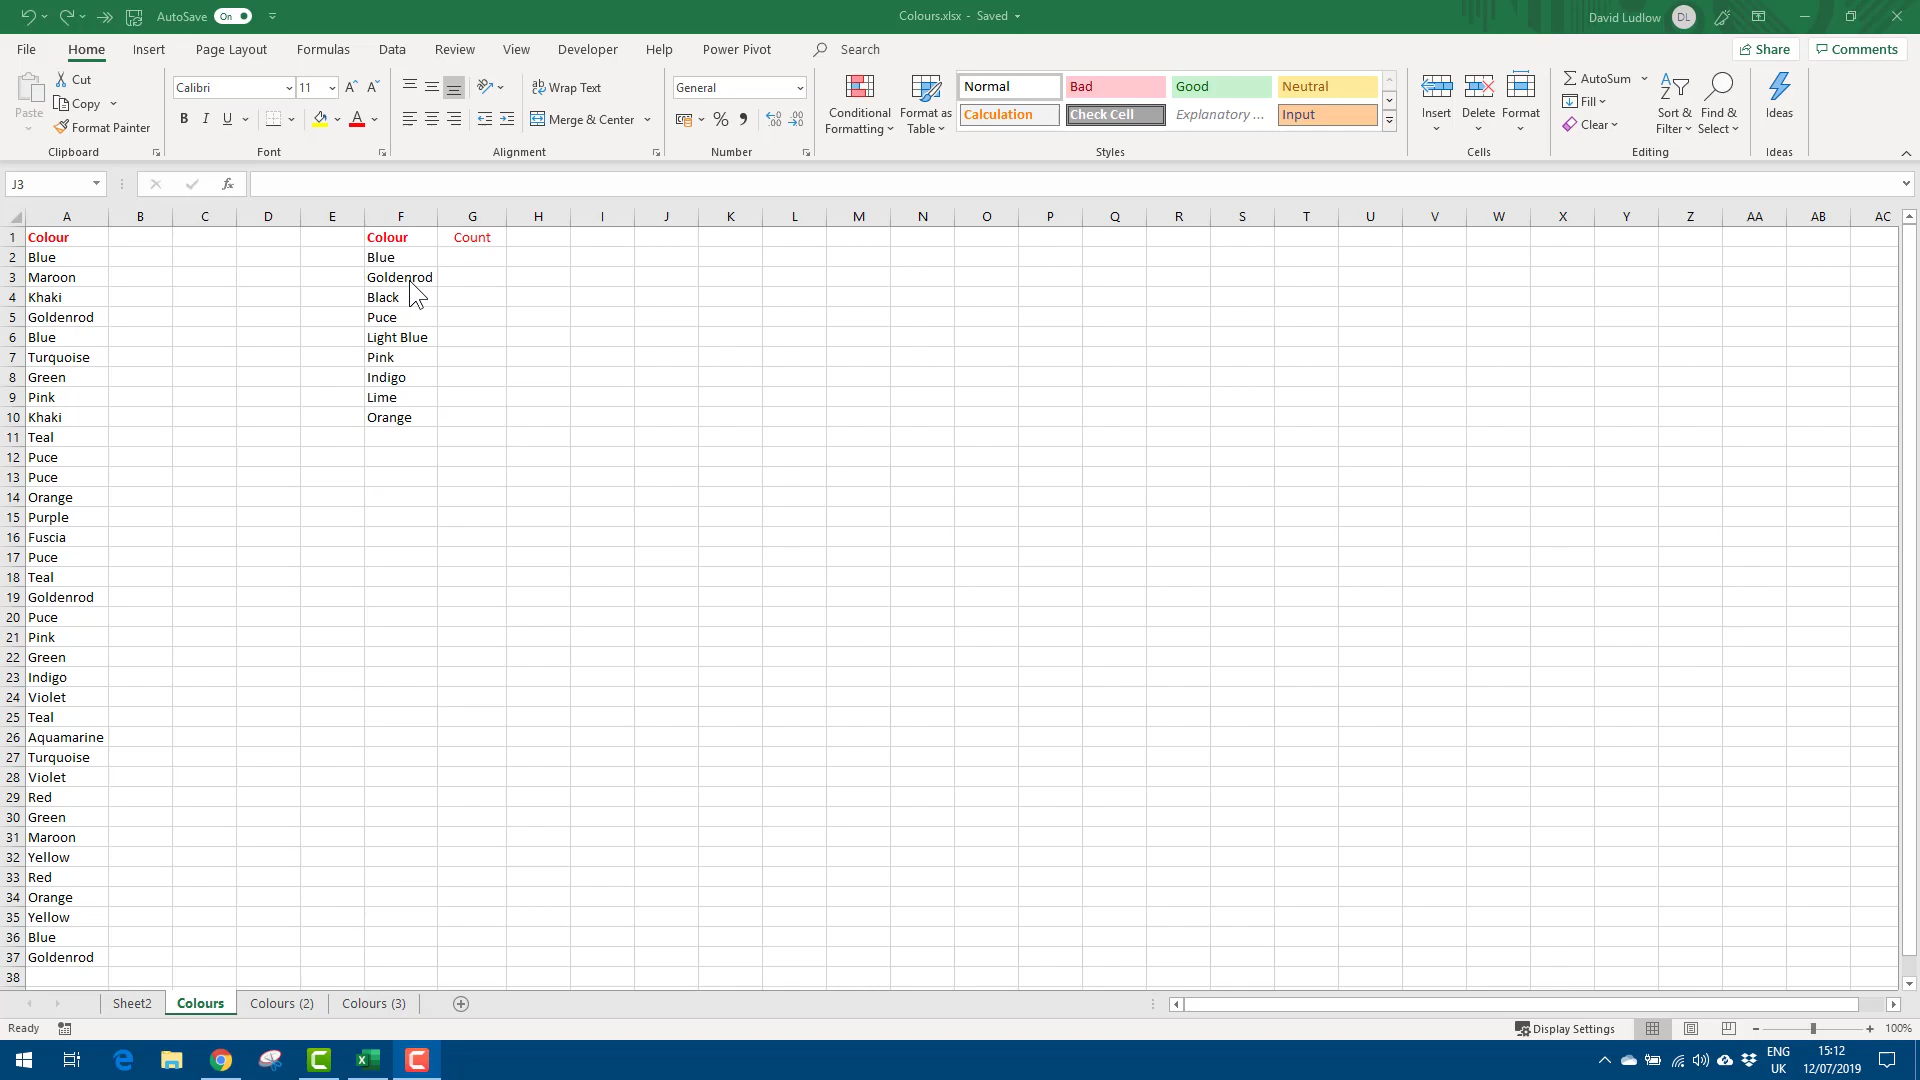 AutoSave On
Colours.xlsx - Saved
David Ludlow DL
File Home Insert Page Layout Formulas Data Review View Developer Help Power Pivot Search Share Comments
Paste
Cut
Copy
Format Painter
Clipboard
Calibri 11
B I U
A A
Font
Wrap Text
Merge & Center
Alignment
General
% ,
Number
Conditional Formatting
Format as Table
Normal Bad Good Neutral
Calculation Check Cell Explanatory ... Input
Styles
Insert Delete Format
Cells
AutoSum
Fill
Clear
Sort & Filter
Find & Select
Editing
Ideas
Ideas
J3 fx
A B C D E F G H I J K L M N O P Q R S T U V W X Y Z AA AB AC
1 Colour Colour Count
2 Blue Blue
3 Maroon Goldenrod
4 Khaki Black
5 Goldenrod Puce
6 Blue Light Blue
7 Turquoise Pink
8 Green Indigo
9 Pink Lime
10 Khaki Orange
11 Teal
12 Puce
13 Puce
14 Orange
15 Purple
16 Fuscia
17 Puce
18 Teal
19 Goldenrod
20 Puce
21 Pink
22 Green
23 Indigo
24 Violet
25 Teal
26 Aquamarine
27 Turquoise
28 Violet
29 Red
30 Green
31 Maroon
32 Yellow
33 Red
34 Orange
35 Yellow
36 Blue
37 Goldenrod
38
Sheet2 Colours Colours (2) Colours (3)
Ready Display Settings 100%
ENG UK
15:12
12/07/2019